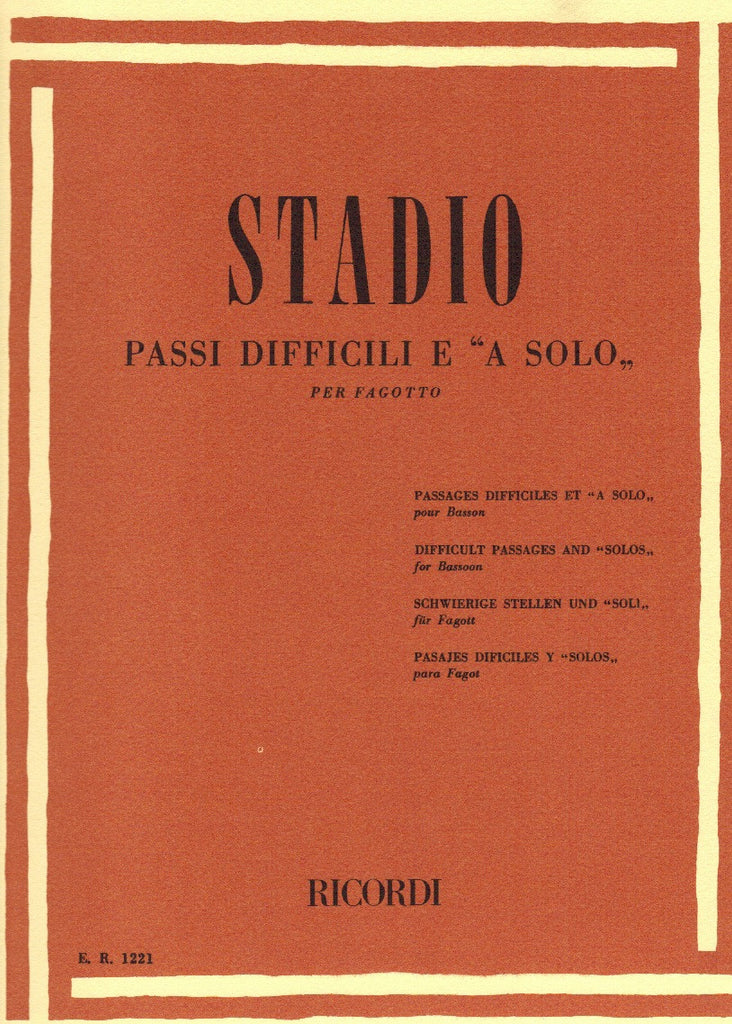 STADIO
PASSI DIFFICILI E “A SOLO„
PER FAGOTTO
PASSAGES DIFFICILES ET “A SOLO„
pour Basson
DIFFICULT PASSAGES AND “SOLOS„
for Bassoon
SCHWIERIGE STELLEN UND “SOLI„
für Fagott
PASAJES DIFICILES Y “SOLOS„
para Fagot
RICORDI
E. R. 1221